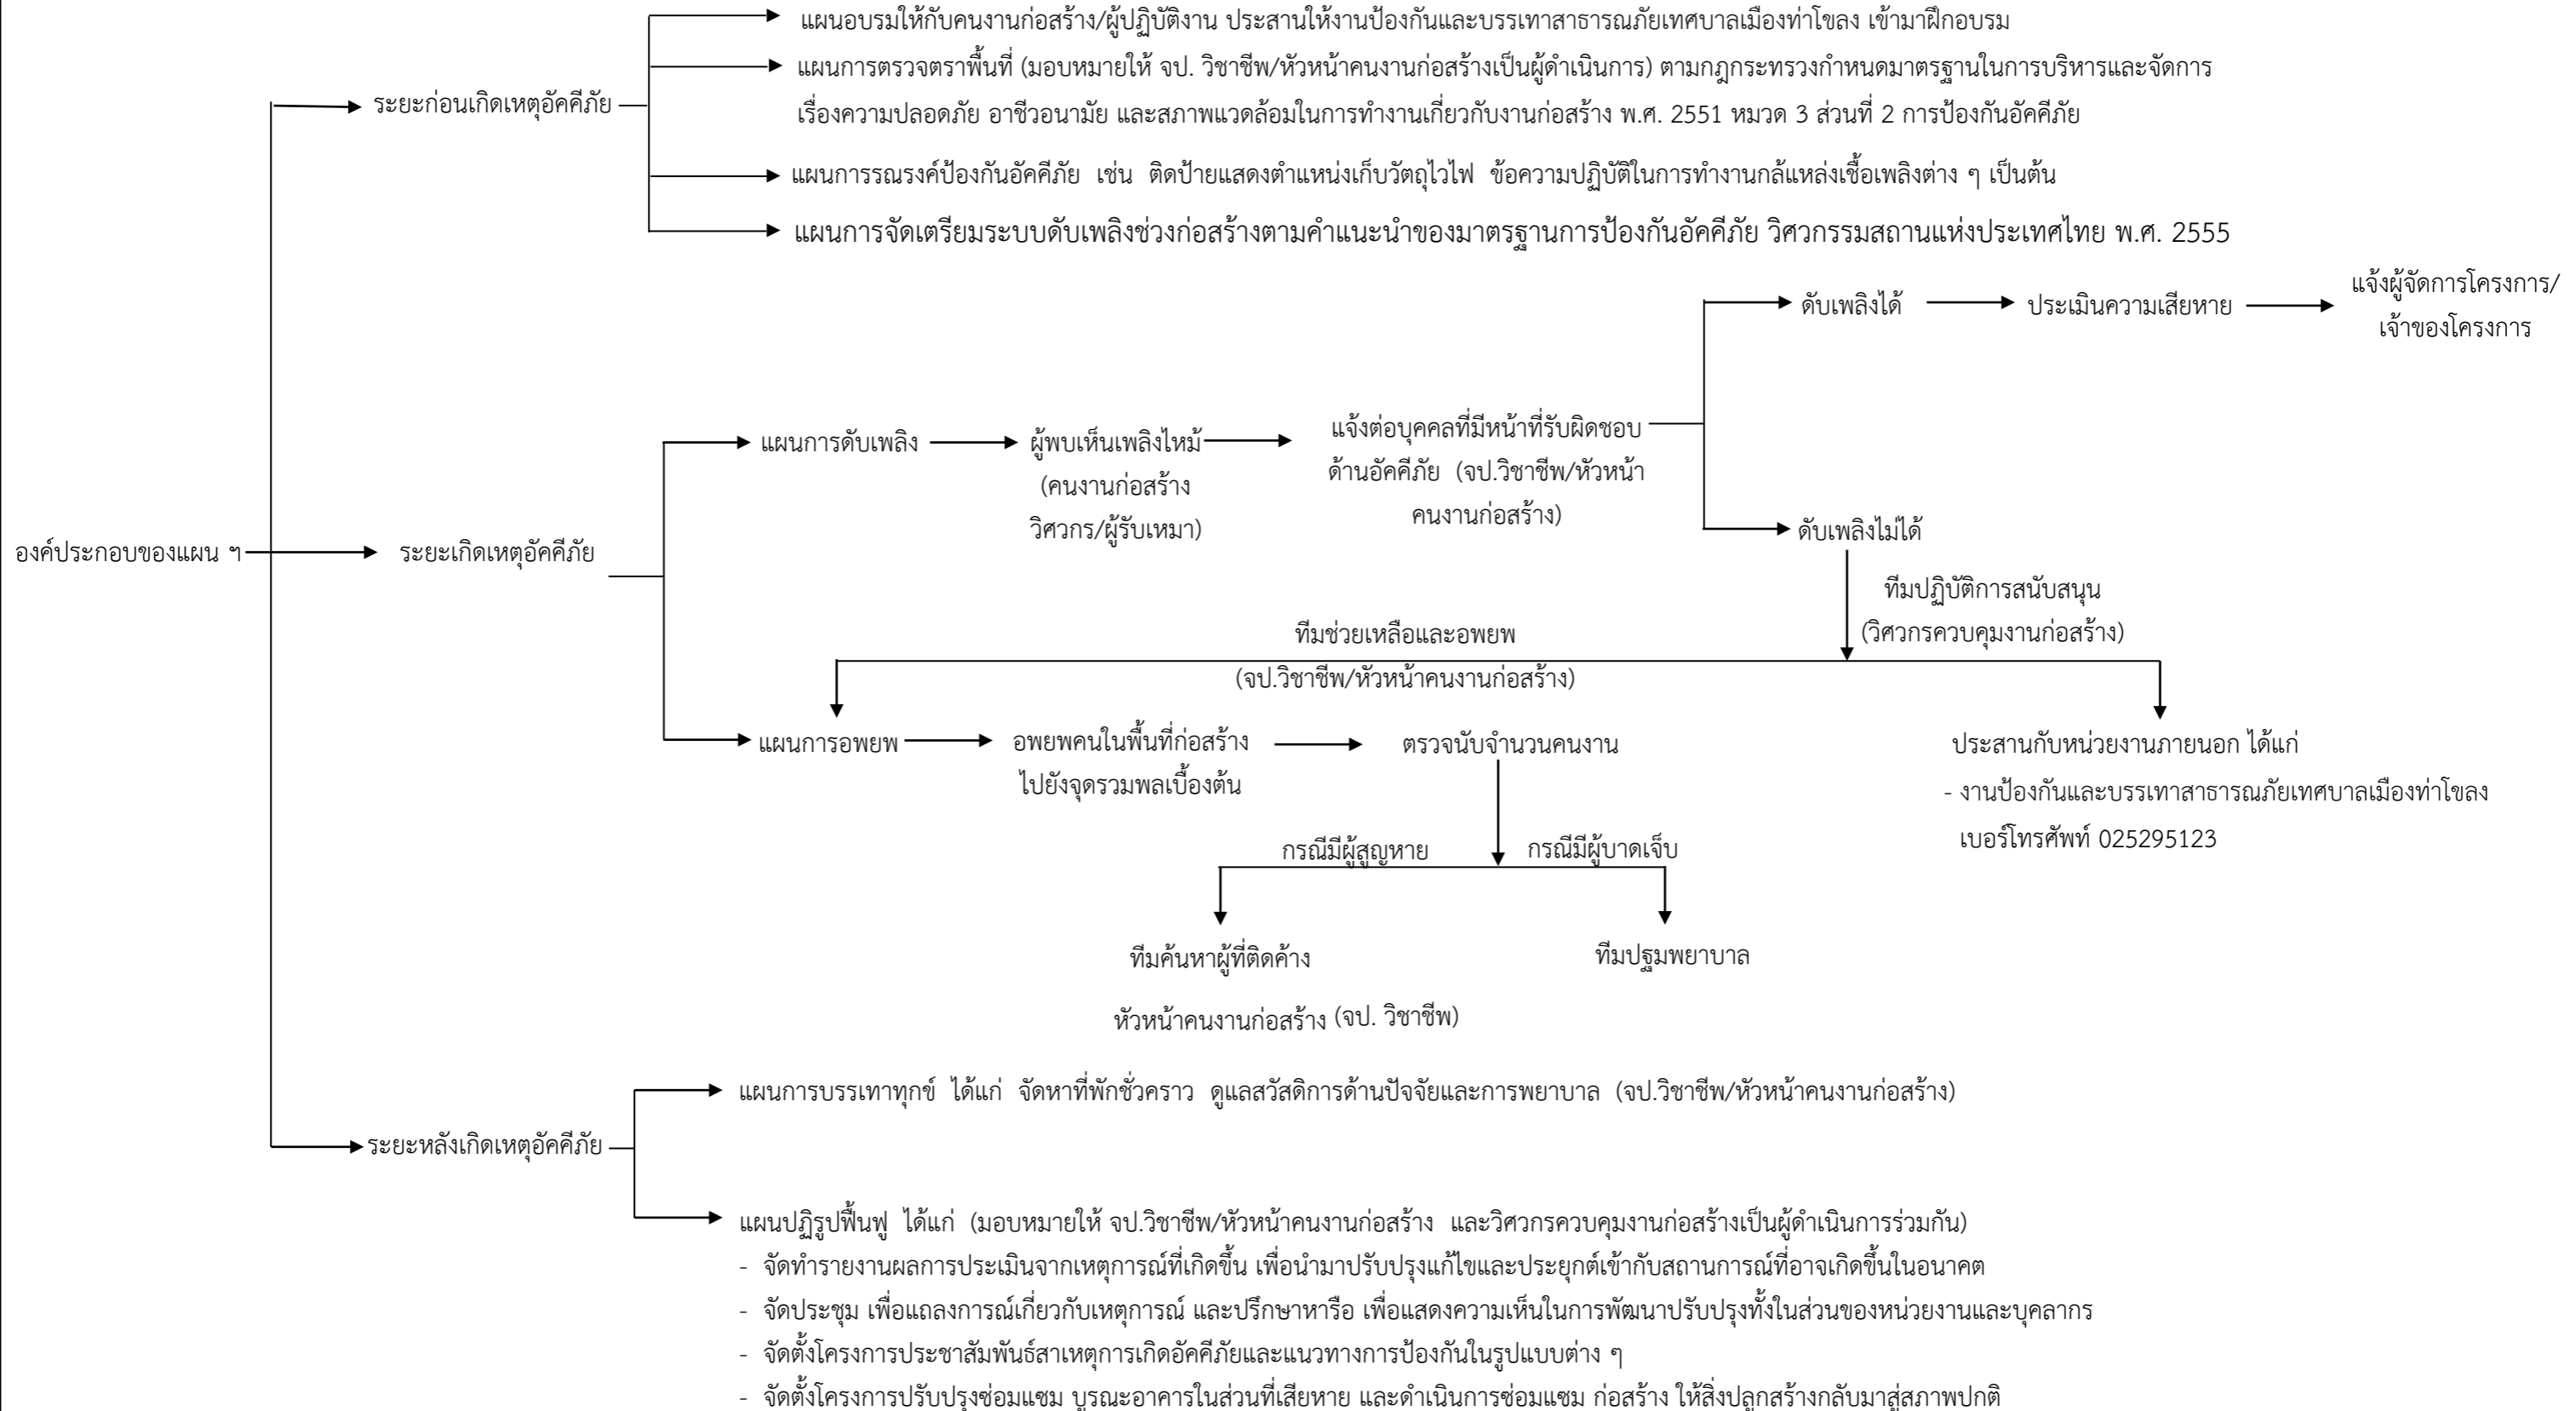 แผนอบรมให้กับคนงานก่อสร้าง/ผู้ปฏิบัติงาน ประสานให้งานป้องกันและบรรเทาสาธารณภัยเทศบาลเมืองท่าโขลง เข้ามาฝึกอบรม
แผนการตรวจตราพื้นที่ (มอบหมายให้ จป. วิชาชีพ/หัวหน้าคนงานก่อสร้างเป็นผู้ดำเนินการ) ตามกฎกระทรวงกำหนดมาตรฐานในการบริหารและจัดการ
เรื่องความปลอดภัย อาชีวอนามัย และสภาพแวดล้อมในการทำงานเกี่ยวกับงานก่อสร้าง พ.ศ. 2551 หมวด 3 ส่วนที่ 2 การป้องกันอัคคีภัย
ระยะก่อนเกิดเหตุอัคคีภัย
แผนการรณรงค์ป้องกันอัคคีภัย เช่น ติดป้ายแสดงตำแหน่งเก็บวัตถุไวไฟ ข้อความปฏิบัติในการทำงานกล้แหล่งเชื้อเพลิงต่าง ๆ เป็นต้น
แผนการจัดเตรียมระบบดับเพลิงช่วงก่อสร้างตามคำแนะนำของมาตรฐานการป้องกันอัคคีภัย วิศวกรรมสถานแห่งประเทศไทย พ.ศ. 2555
ดับเพลิงได้
ประเมินความเสียหาย
แจ้งผู้จัดการโครงการ/
เจ้าของโครงการ
แผนการดับเพลิง
ผู้พบเห็นเพลิงไหม้
(คนงานก่อสร้าง
วิศวกร/ผู้รับเหมา)
แจ้งต่อบุคคลที่มีหน้าที่รับผิดชอบ
ด้านอัคคีภัย (จป.วิชาชีพ/หัวหน้า
คนงานก่อสร้าง)
ดับเพลิงไม่ได้
องค์ประกอบของแผน ฯ
ระยะเกิดเหตุอัคคีภัย
ทีมปฏิบัติการสนับสนุน
(วิศวกรควบคุมงานก่อสร้าง)
ทีมช่วยเหลือและอพยพ
(จป.วิชาชีพ/หัวหน้าคนงานก่อสร้าง)
แผนการอพยพ
อพยพคนในพื้นที่ก่อสร้าง
ไปยังจุดรวมพลเบื้องต้น
ตรวจนับจำนวนคนงาน
ประสานกับหน่วยงานภายนอก ได้แก่
- งานป้องกันและบรรเทาสาธารณภัยเทศบาลเมืองท่าโขลง
เบอร์โทรศัพท์ 025295123
กรณีมีผู้สูญหาย
กรณีมีผู้บาดเจ็บ
ทีมค้นหาผู้ที่ติดค้าง
ทีมปฐมพยาบาล
หัวหน้าคนงานก่อสร้าง (จป. วิชาชีพ)
แผนการบรรเทาทุกข์ ได้แก่ จัดหาที่พักชั่วคราว ดูแลสวัสดิการด้านปัจจัยและการพยาบาล (จป.วิชาชีพ/หัวหน้าคนงานก่อสร้าง)
ระยะหลังเกิดเหตุอัคคีภัย
แผนปฏิรูปฟื้นฟู ได้แก่ (มอบหมายให้ จป.วิชาชีพ/หัวหน้าคนงานก่อสร้าง และวิศวกรควบคุมงานก่อสร้างเป็นผู้ดำเนินการร่วมกัน)
- จัดทำรายงานผลการประเมินจากเหตุการณ์ที่เกิดขึ้น เพื่อนำมาปรับปรุงแก้ไขและประยุกต์เข้ากับสถานการณ์ที่อาจเกิดขึ้นในอนาคต
- จัดประชุม เพื่อแถลงการณ์เกี่ยวกับเหตุการณ์ และปรึกษาหารือ เพื่อแสดงความเห็นในการพัฒนาปรับปรุงทั้งในส่วนของหน่วยงานและบุคลากร
- จัดตั้งโครงการประชาสัมพันธ์สาเหตุการเกิดอัคคีภัยและแนวทางการป้องกันในรูปแบบต่าง ๆ
- จัดตั้งโครงการปรับปรุงซ่อมแซม บูรณะอาคารในส่วนที่เสียหาย และดำเนินการซ่อมแซม ก่อสร้าง ให้สิ่งปลูกสร้างกลับมาสู่สภาพปกติ